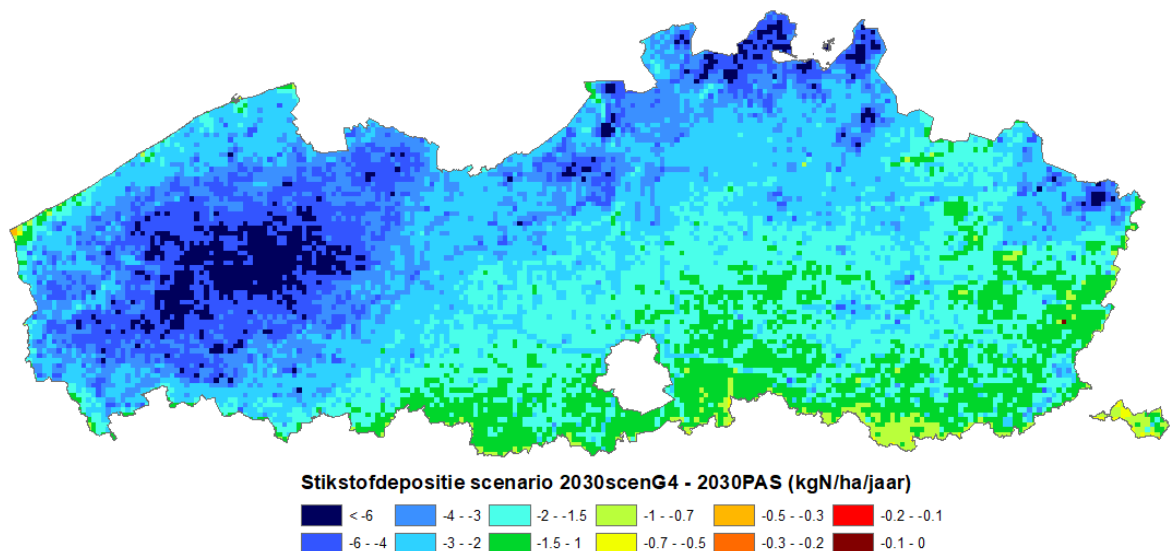 Stikstofdepositie scenario 2030scenG4 - 2030PAS (kgN/ha/jaar)
< -6 -4 - -3 -2 - -1.5 -1 - -0.7 -0.5 - -0.3 -0.2 - -0.1
-6 - -4 -3 - -2 -1.5 - 1 -0.7 - -0.5 -0.3 - -0.2 -0.1 - 0